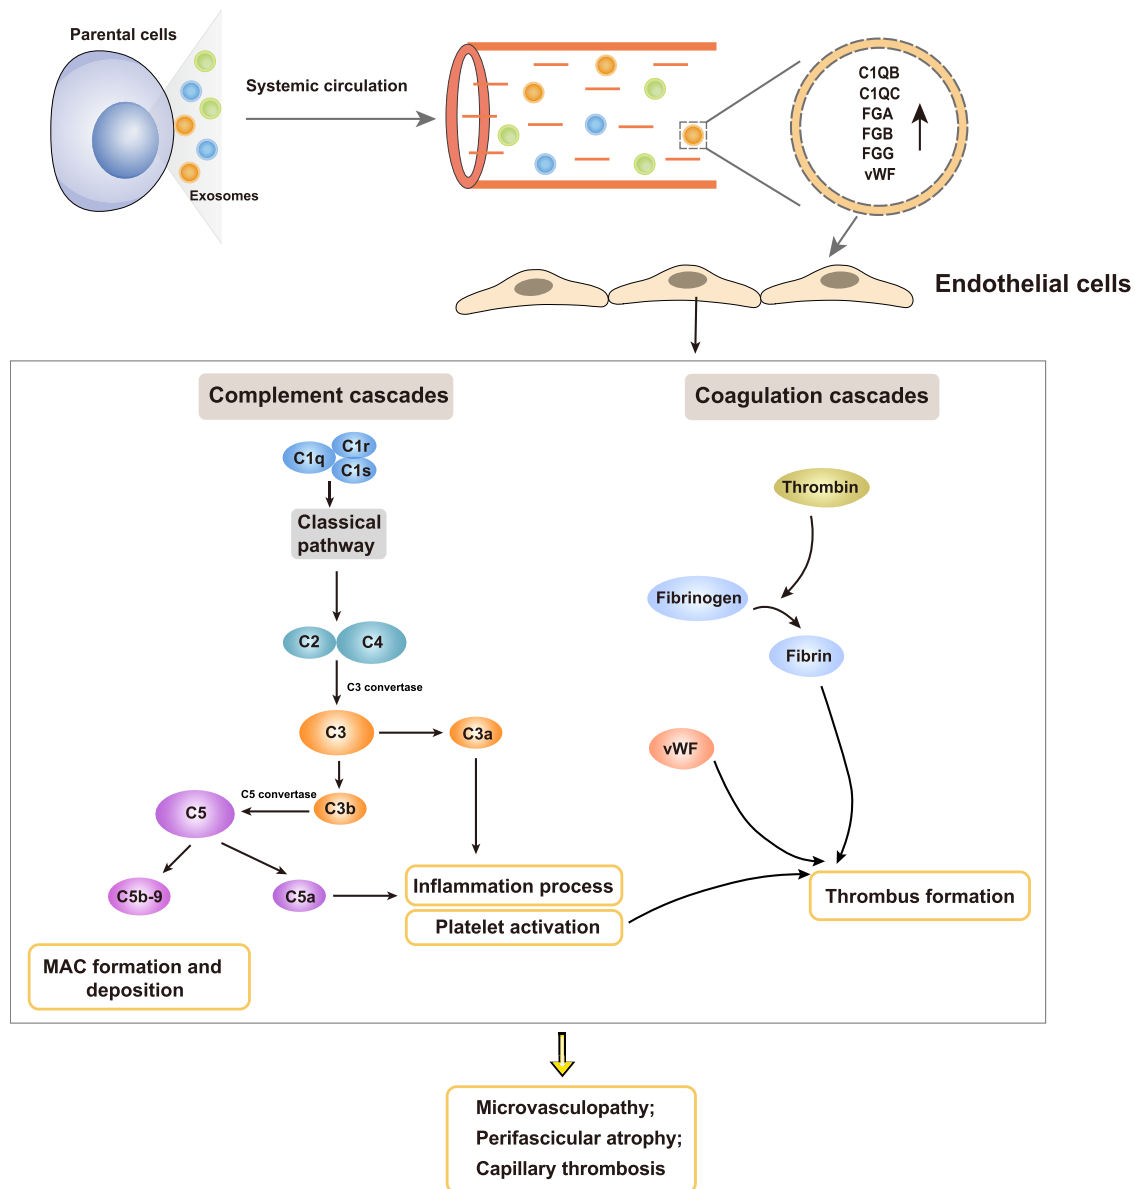 Parental cells
Exosomes
Systemic circulation
C1QB
C1QC
FGA
FGB
FGG
vWF
Endothelial cells
Complement cascades
C1q
C1r
C1s
Classical
pathway
C2
C4
C3 convertase
C3
C3a
C3b
C5 convertase
C5
C5b-9
C5a
Inflammation process
Platelet activation
MAC formation and
deposition
Coagulation cascades
Thrombin
Fibrinogen
Fibrin
vWF
Thrombus formation
Microvasculopathy;
Perifascicular atrophy;
Capillary thrombosis